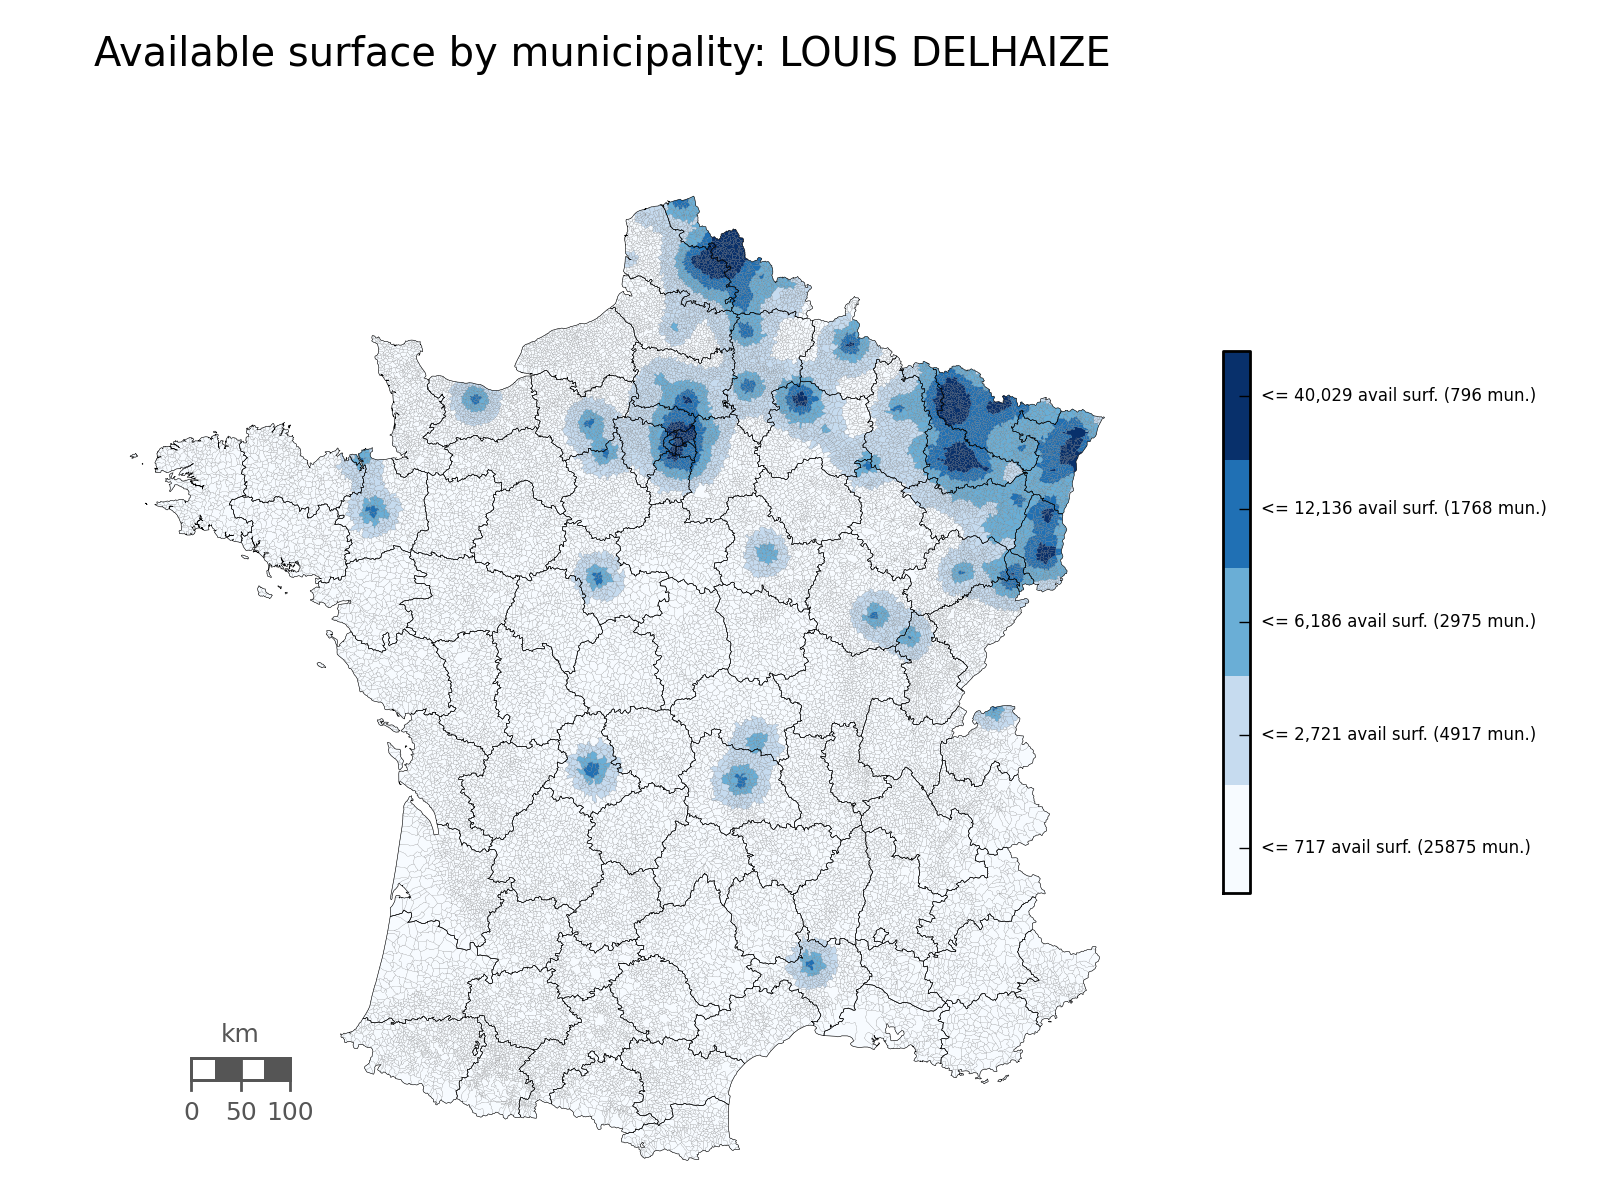 Available surface by municipality: LOUIS DELHAIZE
<= 40,029 avail surf. (796 mun.)
<= 12,136 avail surf. (1768 mun.)
<= 6,186 avail surf. (2975 mun.)
<= 2,721 avail surf. (4917 mun.)
<= 717 avail surf. (25875 mun.)
km
0 50 100